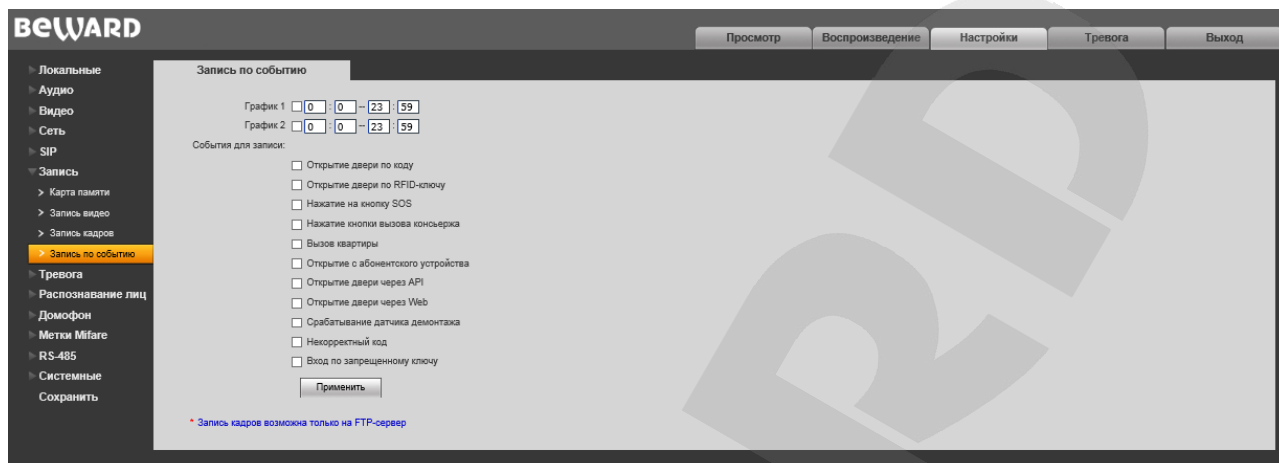 BEWARD
Просмотр Воспроизведение Настройки Тревога Выход
Локальные
Аудио
Видео
Сеть
SIP
Запись
Карта памяти
Запись видео
Запись кадров
Запись по событию
Тревога
Распознавание лиц
Домофон
Метки Mifare
RS-485
Системные
Сохранить
Запись по событию
График 1 0 : 0 -- 23 : 59
График 2 0 : 0 -- 23 : 59
События для записи:
Открытие двери по коду
Открытие двери по RFID-ключу
Нажатие на кнопку SOS
Нажатие кнопки вызова консьержа
Вызов квартиры
Открытие с абонентского устройства
Открытие двери через API
Открытие двери через Web
Срабатывание датчика демонтажа
Некорректный код
Вход по запрещенному ключу
Применить
* Запись кадров возможна только на FTP-сервер
RD